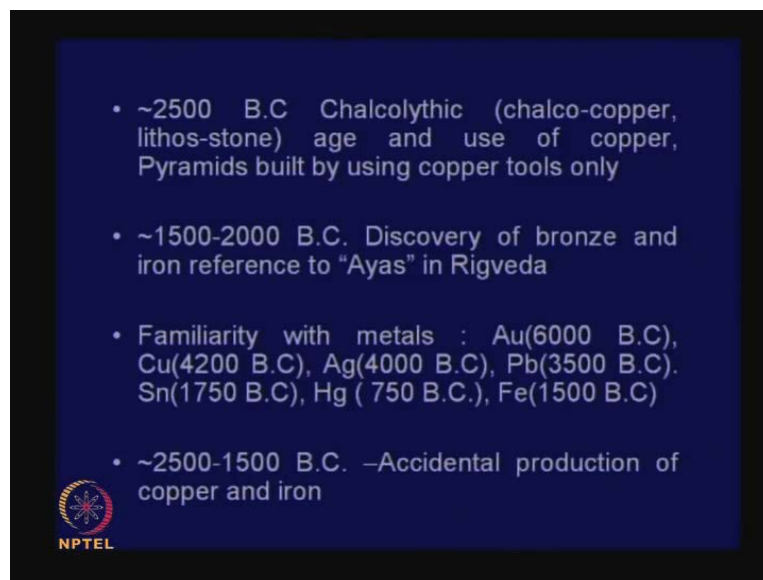 • ~2500 B.C Chalcolythic (chalco-copper,
lithos-stone) age and use of copper,
Pyramids built by using copper tools only
• ~1500-2000 B.C. Discovery of bronze and
iron reference to “Ayas” in Rigveda
• Familiarity with metals : Au(6000 B.C),
Cu(4200 B.C), Ag(4000 B.C), Pb(3500 B.C).
Sn(1750 B.C), Hg ( 750 B.C.), Fe(1500 B.C)
• ~2500-1500 B.C. –Accidental production of
copper and iron
NPTEL